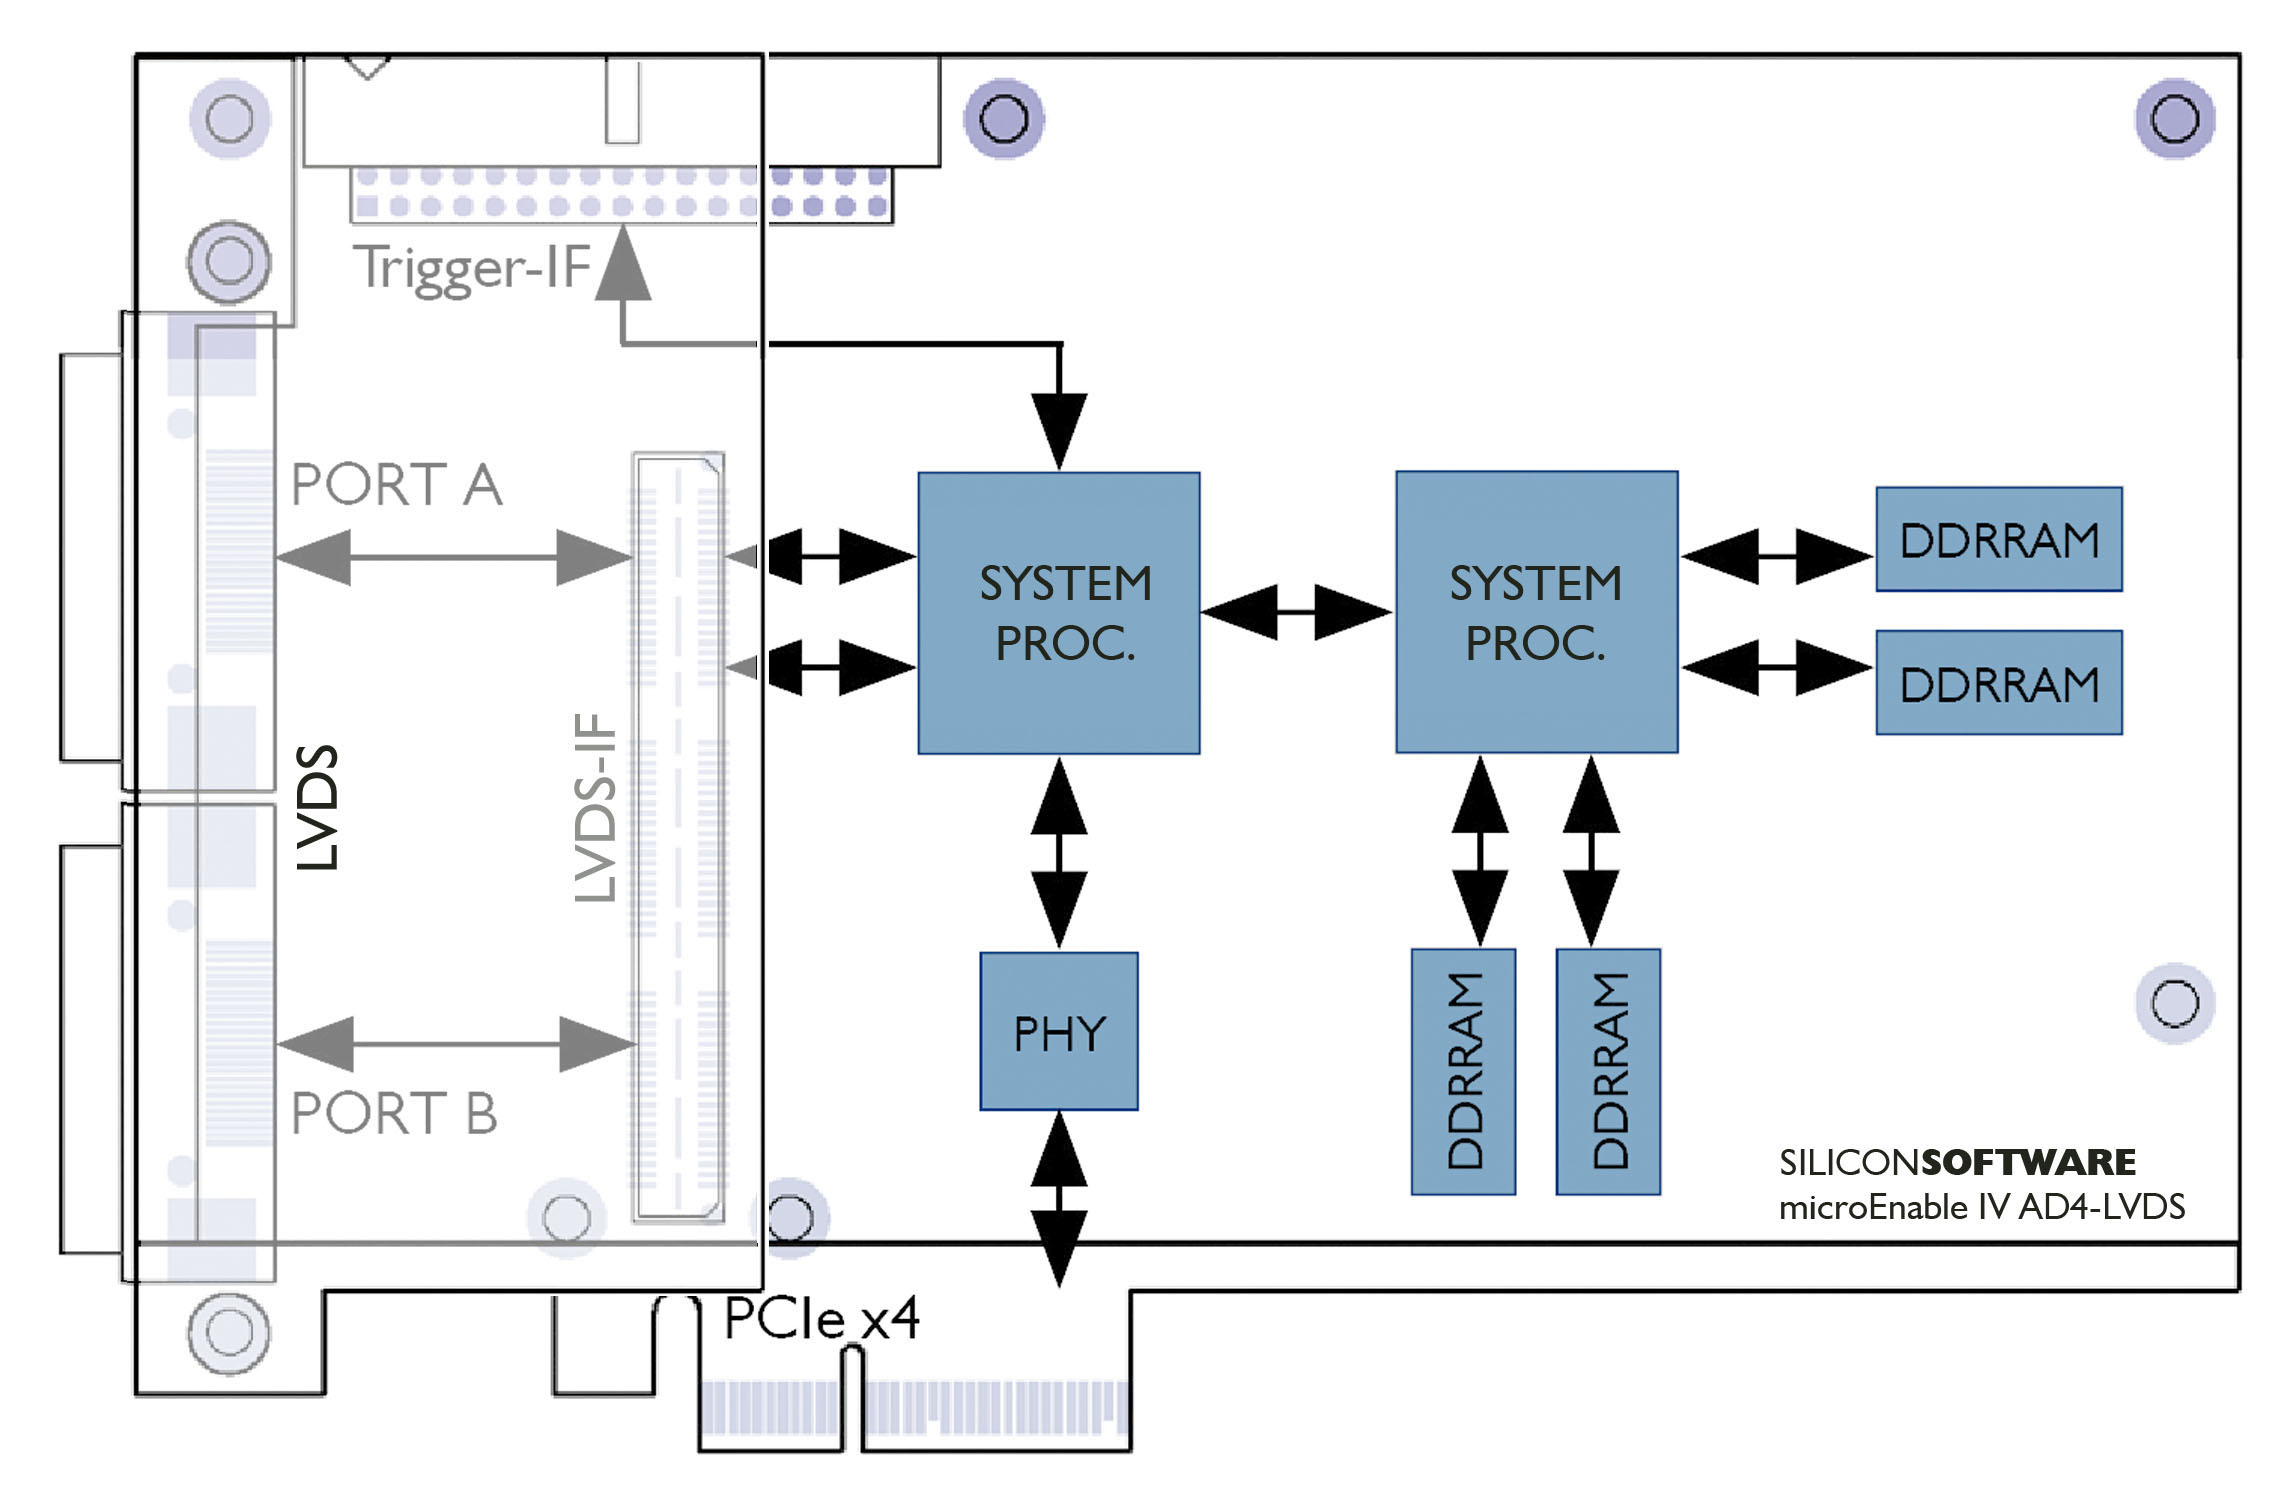 Trigger-IF
PORT A
SYSTEM
PROC.
SYSTEM
PROC.
DDRRAM
DDRRAM
LVDS
LVDS-IF
PHY
DDRRAM
DDRRAM
PORT B
SILICONSOFTWARE
microEnable IV AD4-LVDS
PCIe x4